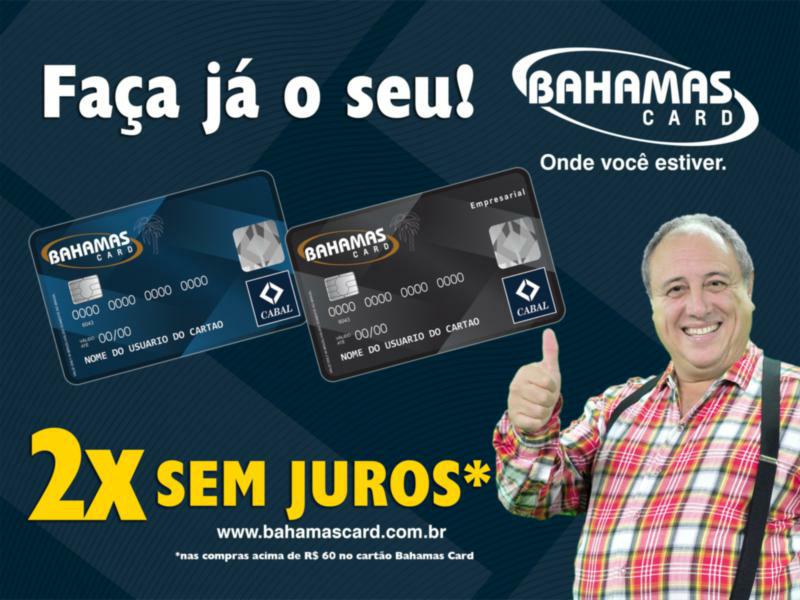 Faça já o seu!
BAHAMAS
CARD
Onde você estiver.
BAHAMAS
CARD
0000 0000 0000 0000
00/00
NOME DO USUARIO DO CARTAO
CABAL
Empresarial
BAHAMAS
CARD
0000 0000 0000 0000
00/00
NOME DO USUARIO DO CARTAO
CABAL
2X SEM JUROS*
www.bahamascard.com.br
*nas compras acima de R$ 60 no cartão Bahamas Card